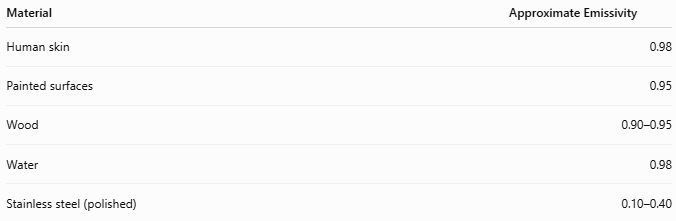 Material Approximate Emissivity
Human skin 0.98
Painted surfaces 0.95
Wood 0.90–0.95
Water 0.98
Stainless steel (polished) 0.10–0.40